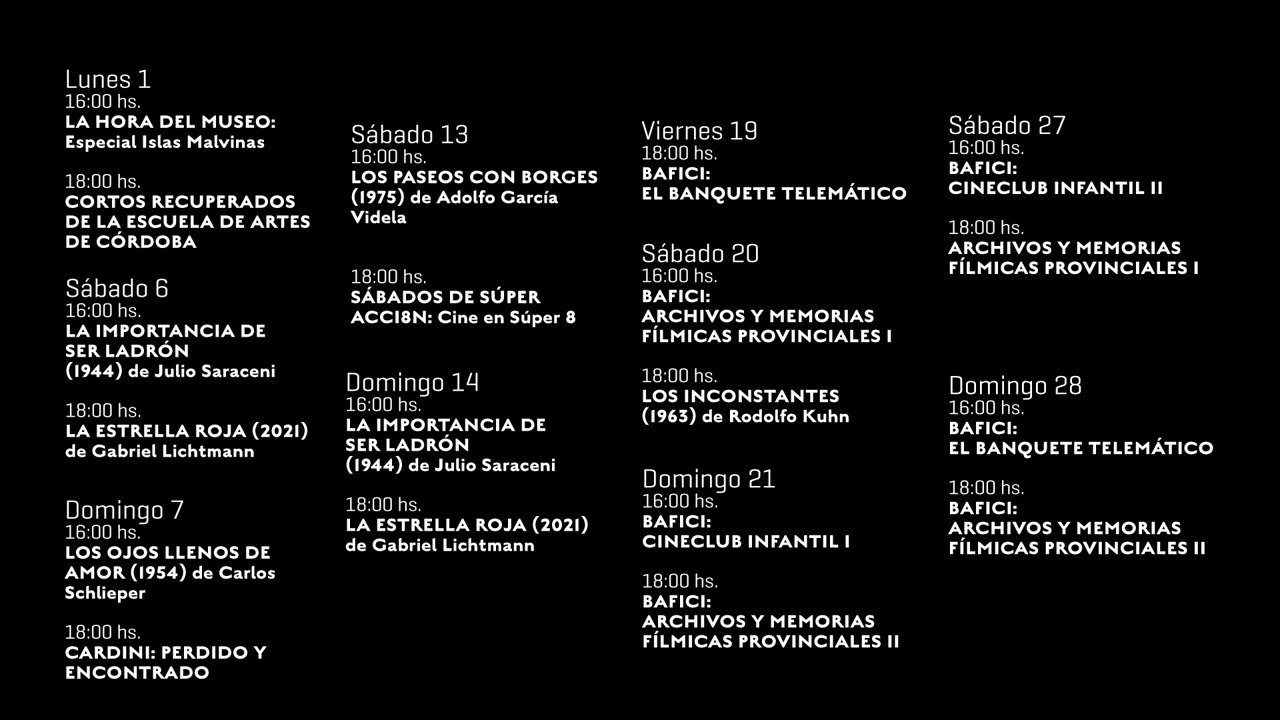 Lunes 1
16:00 hs.
LA HORA DEL MUSEO:
Especial Islas Malvinas
18:00 hs.
CORTOS RECUPERADOS
DE LA ESCUELA DE ARTES
DE CÓRDOBA
Sábado 6
16:00 hs.
LA IMPORTANCIA DE
SER LADRÓN
(1944) de Julio Saraceni
18:00 hs.
LA ESTRELLA ROJA (2021)
de Gabriel Lichtmann
Domingo 7
16:00 hs.
LOS OJOS LLENOS DE
AMOR (1954) de Carlos
Schlieper
18:00 hs.
CARDINI: PERDIDO Y
ENCONTRADO
Sábado 13
16:00 hs.
LOS PASEOS CON BORGES
(1975) de Adolfo García
Videla
18:00 hs.
SÁBADOS DE SÚPER
ACCI8N: Cine en Súper 8
Domingo 14
16:00 hs.
LA IMPORTANCIA DE
SER LADRÓN
(1944) de Julio Saraceni
18:00 hs.
LA ESTRELLA ROJA (2021)
de Gabriel Lichtmann
Viernes 19
18:00 hs.
BAFICI:
EL BANQUETE TELEMÁTICO
Sábado 20
16:00 hs.
BAFICI:
ARCHIVOS Y MEMORIAS
FÍLMICAS PROVINCIALES I
18:00 hs.
LOS INCONSTANTES
(1963) de Rodolfo Kuhn
Domingo 21
16:00 hs.
BAFICI:
CINECLUB INFANTIL I
18:00 hs.
BAFICI:
ARCHIVOS Y MEMORIAS
FÍLMICAS PROVINCIALES II
Sábado 27
16:00 hs.
BAFICI:
CINECLUB INFANTIL II
18:00 hs.
ARCHIVOS Y MEMORIAS
FÍLMICAS PROVINCIALES I
Domingo 28
16:00 hs.
BAFICI:
EL BANQUETE TELEMÁTICO
18:00 hs.
BAFICI:
ARCHIVOS Y MEMORIAS
FÍLMICAS PROVINCIALES II